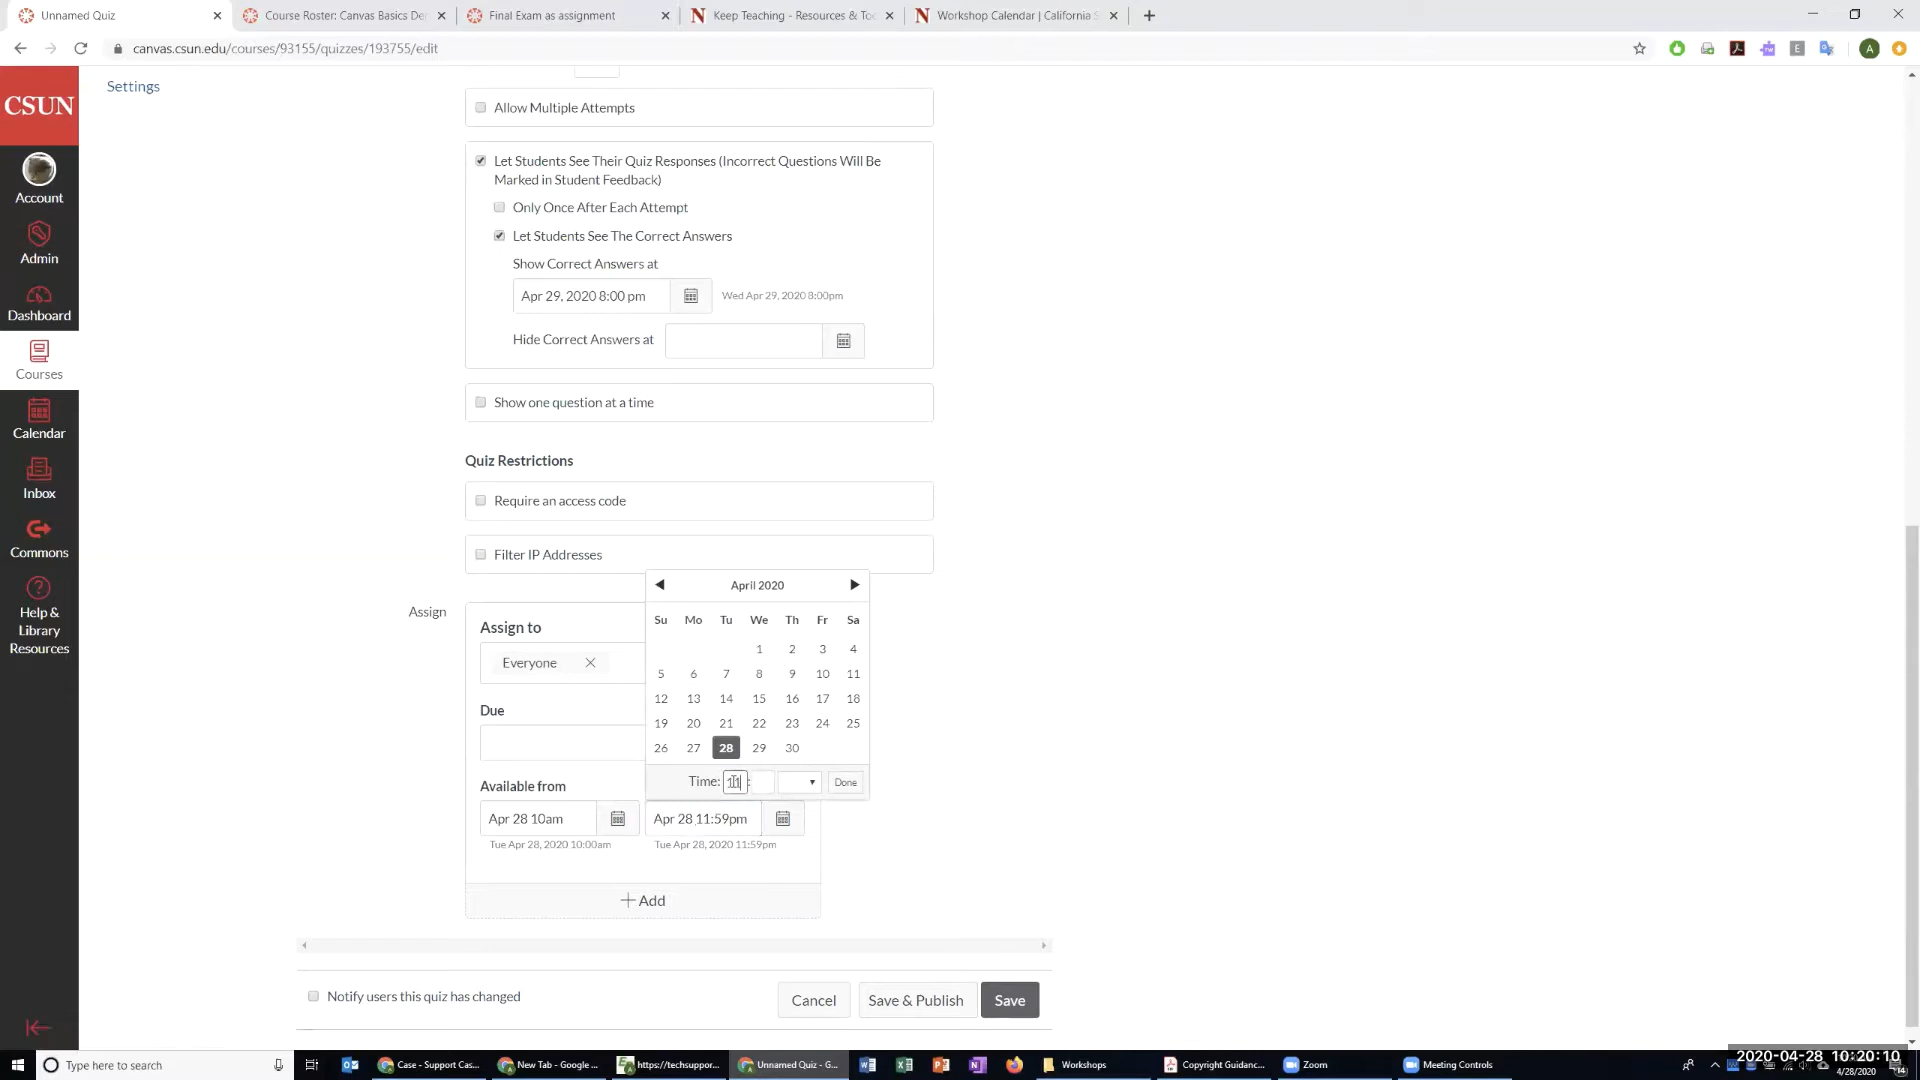 Unnamed Quiz
Course Roster: Canvas Basics De
Final Exam as assignment
Keep Teaching - Resources & To
Workshop Calendar | California S
canvas.csun.edu/courses/93155/quizzes/193755/edit
A
Settings
CSUN
Account
Admin
Dashboard
Courses
Calendar
Inbox
Commons
Help &
Library
Resources
Allow Multiple Attempts
Let Students See Their Quiz Responses (Incorrect Questions Will Be
Marked in Student Feedback)
Only Once After Each Attempt
Let Students See The Correct Answers
Show Correct Answers at
Apr 29, 2020 8:00 pm
Wed Apr 29, 2020 8:00pm
Hide Correct Answers at
Show one question at a time
Quiz Restrictions
Require an access code
Filter IP Addresses
April 2020
Su Mo Tu We Th Fr Sa
1 2 3 4
5 6 7 8 9 10 11
12 13 14 15 16 17 18
19 20 21 22 23 24 25
26 27 28 29 30
Time: : Done
Assign
Assign to
Everyone
Due
Available from
Apr 28 10am
Apr 28 11:59pm
Tue Apr 28, 2020 10:00am
Tue Apr 28, 2020 11:59pm
+ Add
Notify users this quiz has changed
Cancel
Save & Publish
Save
Type here to search
Case - Support Cas...
New Tab - Google ...
https://techsuppor...
Unnamed Quiz - G...
Workshops
Copyright Guidanc...
Zoom
Meeting Controls
2020-04-28 10:20:10
4/28/2020